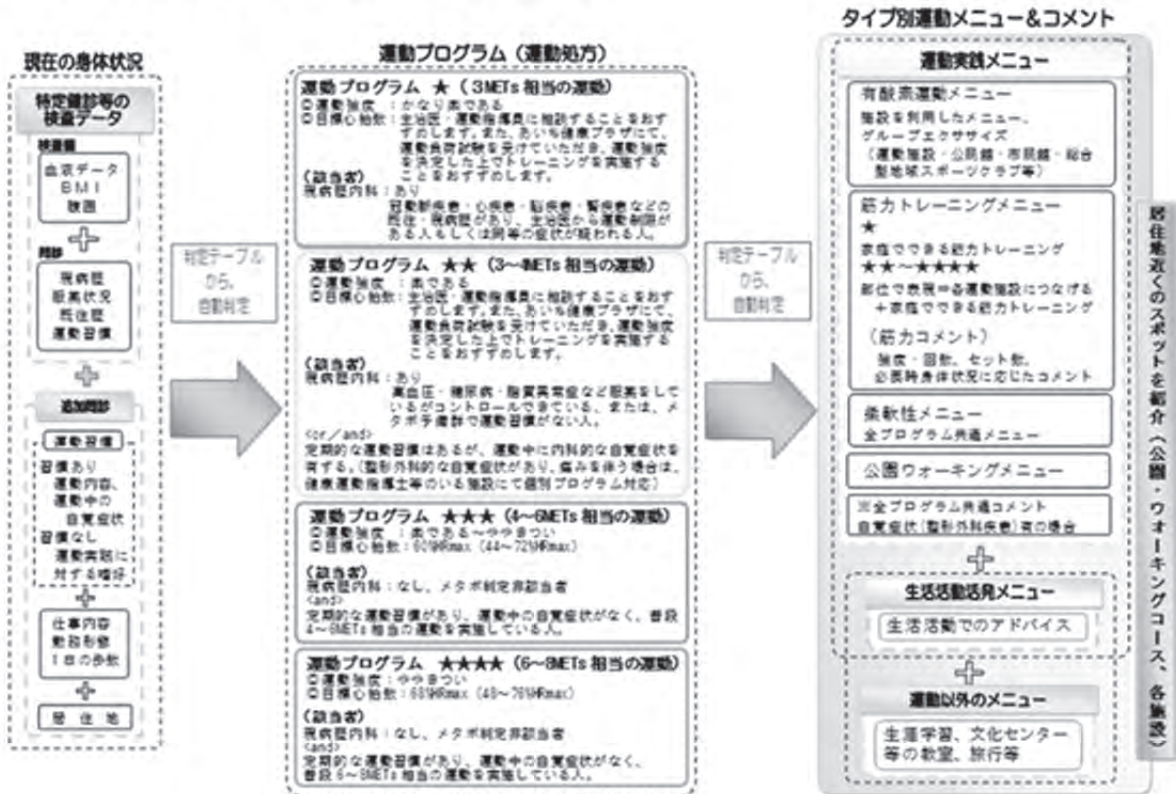 現在の身体状況
特定健診等の
検査データ
検査値
血液データ
BMI
腹囲
問診
現病歴
服薬状況
既往歴
運動習慣
追加問診
運動習慣
習慣あり
運動内容、
運動中の
自覚症状
習慣なし
運動実践に
対する嗜好
仕事内容
勤務形態
1日の歩数
居住地
判定テーブル
から、
自動判定
運動プログラム(運動処方)
運動プログラム ★ (3METs相当の運動)
◎運動強度 :かなり楽である
◎目標心拍数:主治医・運動指導員に相談することをおす
すめします。また、あいち健康プラザにて、
運動負荷試験を受けていただき、運動強度
を決定した上でトレーニングを実施する
ことをおすすめします。
(該当者)
現病歴内科:あり
冠動脈疾患・心疾患・脳疾患・腎疾患などの
既往・現病歴があり、主治医から運動制限が
ある人もしくは同等の症状が疑われる人。
運動プログラム ★★ (3〜4METs相当の運動)
◎運動強度 :楽である
◎目標心拍数:主治医・運動指導員に相談することをおす
すめします。また、あいち健康プラザにて、
運動負荷試験を受けていただき、運動強度
を決定した上でトレーニングを実施する
ことをおすすめします。
(該当者)
現病歴内科:あり
高血圧・糖尿病・脂質異常症など服薬をして
いるがコントロールできている、または、メ
タボ予備群で運動習慣がない人。
<or/and>
定期的な運動習慣はあるが、運動中に内科的な自覚症状を
有する。(整形外科的な自覚症状があり、痛みを伴う場合は、
健康運動指導士等のいる施設にて個別プログラム対応)
運動プログラム ★★★ (4〜6METs相当の運動)
◎運動強度 :楽である〜ややきつい
◎目標心拍数:60%HRmax (44〜72%HRmax)
(該当者)
現病歴内科:なし、メタボ判定非該当者
<and>
定期的な運動習慣があり、運動中の自覚症状がなく、普段
4〜6METs相当の運動を実施している人。
運動プログラム ★★★★ (6〜8METs相当の運動)
◎運動強度 :ややきつい
◎目標心拍数:68%HRmax (48〜76%HRmax)
(該当者)
現病歴内科:なし、メタボ判定非該当者
<and>
定期的な運動習慣があり、運動中の自覚症状がなく、
普段6〜8METs相当の運動を実施している人。
判定テーブル
から、
自動判定
タイプ別運動メニュー&コメント
運動実践メニュー
有酸素運動メニュー
施設を利用したメニュー、
グループエクササイズ
(運動施設・公民館・市民館・総合
型地域スポーツクラブ等)
筋力トレーニングメニュー
★
家庭でできる筋力トレーニング
★★〜★★★★
部位で表現⇒各運動施設につなげる
+家庭でできる筋力トレーニング
(筋力コメント)
強度・回数、セット数、
必要時身体状況に応じたコメント
柔軟性メニュー
全プログラム共通メニュー
公園ウォーキングメニュー
※全プログラム共通コメント
自覚症状(整形外科疾患)有の場合
生活活動活発メニュー
生活活動でのアドバイス
運動以外のメニュー
生涯学習、文化センター
等の教室、旅行等
居住地近くのスポットを紹介(公園・ウオーキングコース、各施設)